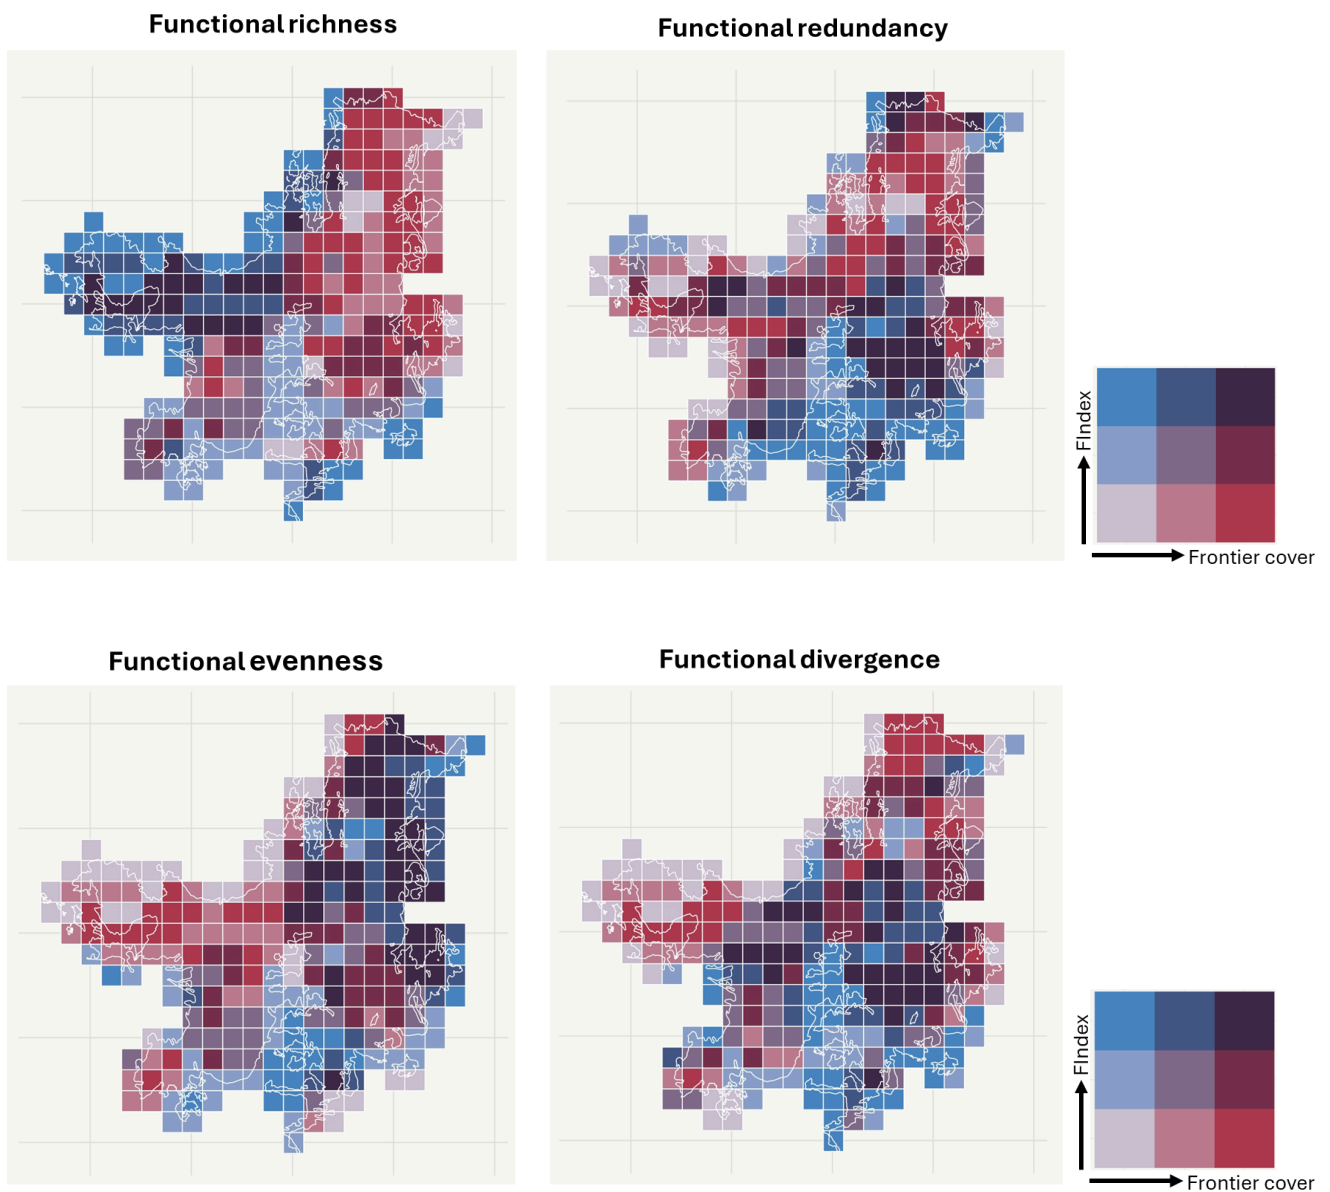 Functional richness
Functional redundancy
FIndex
Frontier cover
Functional evenness
Functional divergence
FIndex
Frontier cover